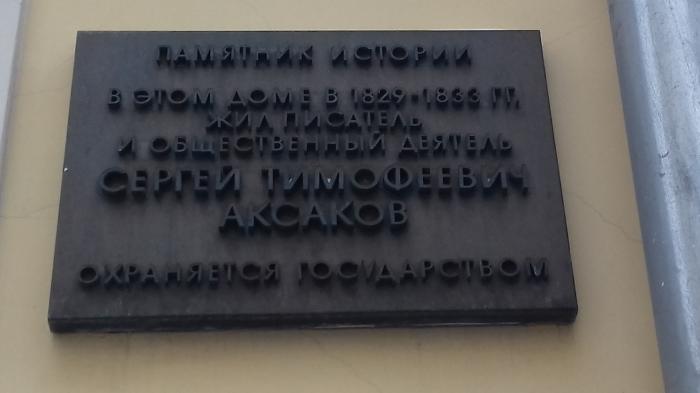 ПАМЯТНИК ИСТОРИИ
В ЭТОМ ДОМЕ В 1829-1833 ГГ.
ЖИЛ ПИСАТЕЛЬ
И ОБЩЕСТВЕННЫЙ ДЕЯТЕЛЬ
СЕРГЕЙ ТИМОФЕЕВИЧ
АКСАКОВ
ОХРАНЯЕТСЯ ГОСУДАРСТВОМ